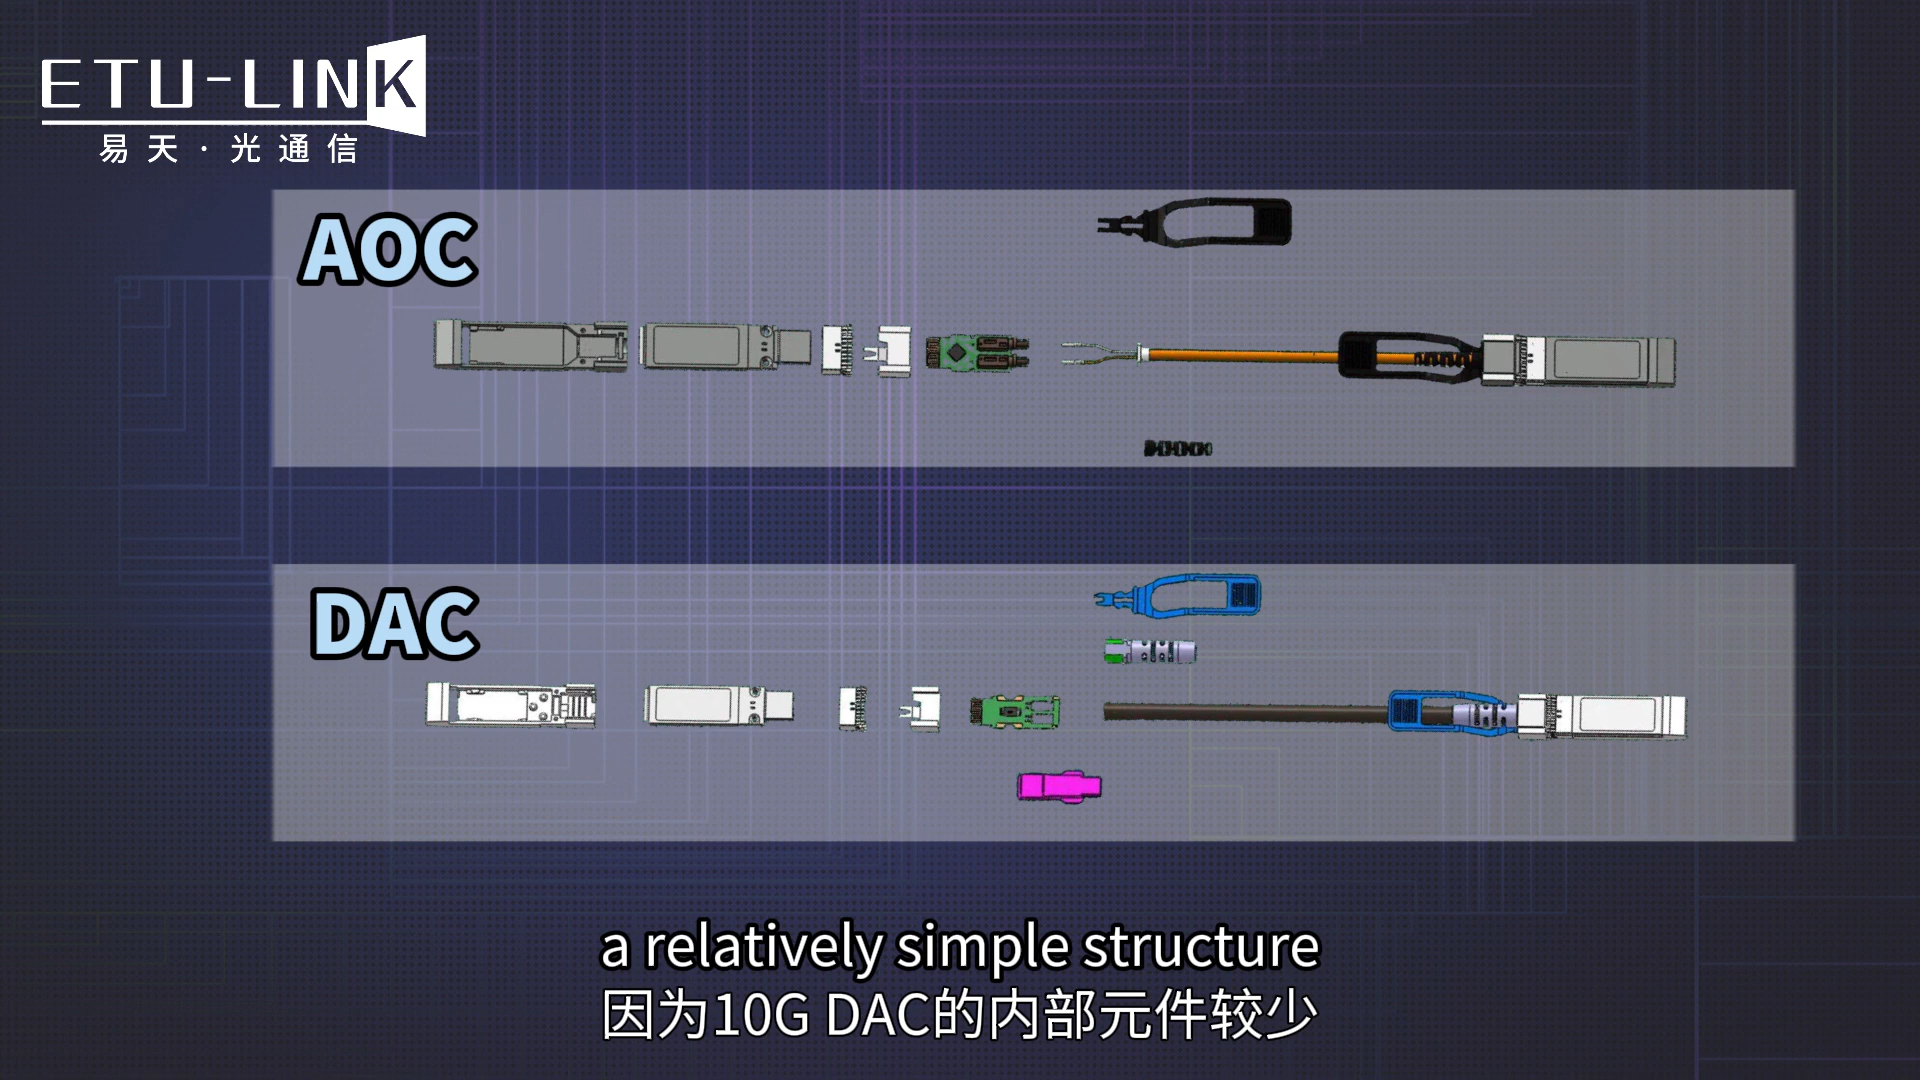 ETU-LINK
易天·光通信
AOC
DAC
a relatively simple structure
因为10G DAC的内部元件较少